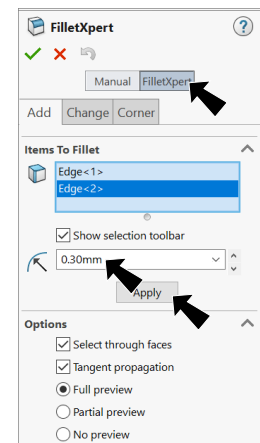 FilletXpert
Manual FilletXpert
Add Change Corner
Items To Fillet
Edge<1>
Edge<2>
Show selection toolbar
0.30mm
Apply
Options
Select through faces
Tangent propagation
Full preview
Partial preview
No preview